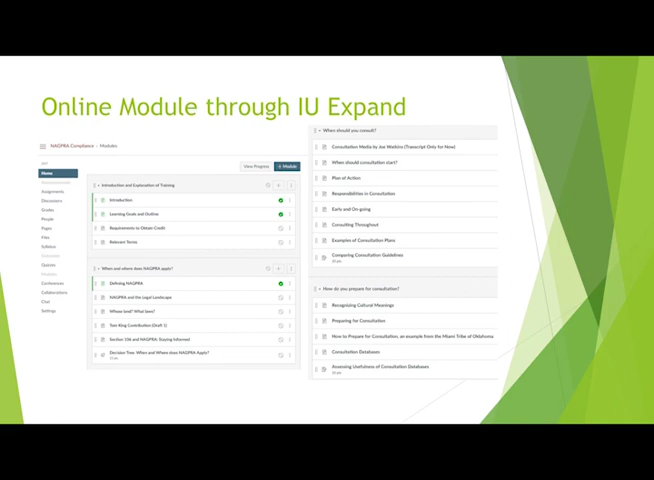 Online Module through IU Expand
NAGPRA Compliance › Modules
Home
Assignments
Discussions
Grades
People
Pages
Files
Syllabus
Quizzes
Modules
Conferences
Collaborations
Chat
Settings
View Progress
+ Module
Introduction and Exploration of Training
Introduction
Learning Goals and Outline
Requirements to Obtain Credit
Relevant Terms
When and where does NAGPRA apply?
Defining NAGPRA
NAGPRA and the Legal Landscape
Whose land? What laws?
Tom King Contribution (Draft 1)
Section 106 and NAGPRA: Staying Informed
Decision Tree: When and Where does NAGPRA Apply?
When should you consult?
Consultation Media by Joe Watkins (Transcript Only for Now)
When should consultation start?
Plan of Action
Responsibilities in Consultation
Early and On-going
Consulting Throughout
Examples of Consultation Plans
Comparing Consultation Guidelines
How do you prepare for consultation?
Recognizing Cultural Meanings
Preparing for Consultation
How to Prepare for Consultation, an example from the Miami Tribe of Oklahoma
Consultation Databases
Assessing Usefulness of Consultation Databases